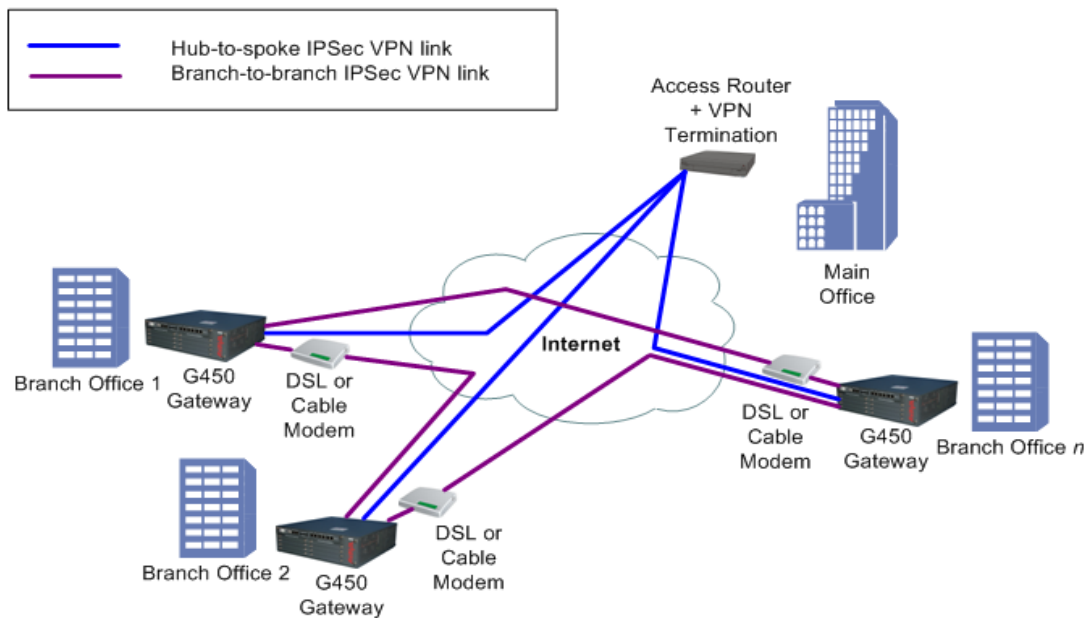 Hub-to-spoke IPSec VPN link
Branch-to-branch IPSec VPN link
Access Router
+ VPN
Termination
Main
Office
Internet
Branch Office 1
G450
Gateway
DSL or
Cable
Modem
DSL or
Cable
Modem
G450
Gateway
Branch Office n
Branch Office 2
G450
Gateway
DSL or
Cable
Modem